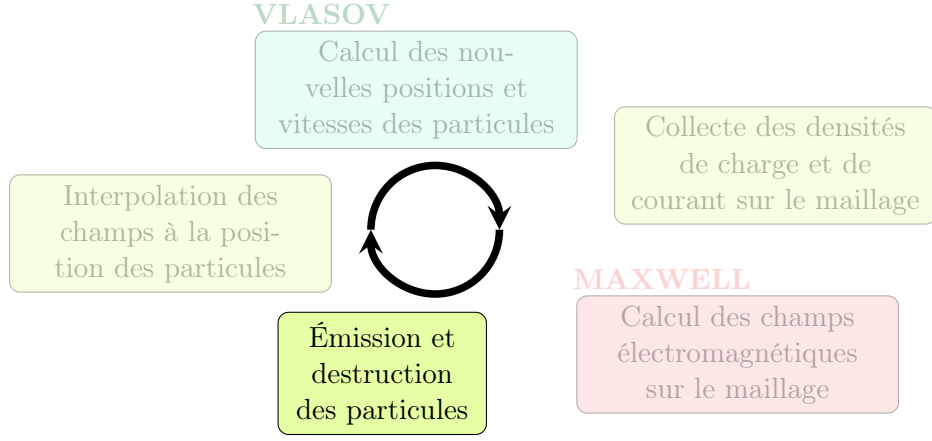 VLASOV
Calcul des nou-
velles positions et
vitesses des particules
Collecte des densités
de charge et de
courant sur le maillage
Interpolation des
champs à la posi-
tion des particules
MAXWELL
Calcul des champs
électromagnétiques
sur le maillage
Émission et
destruction
des particules